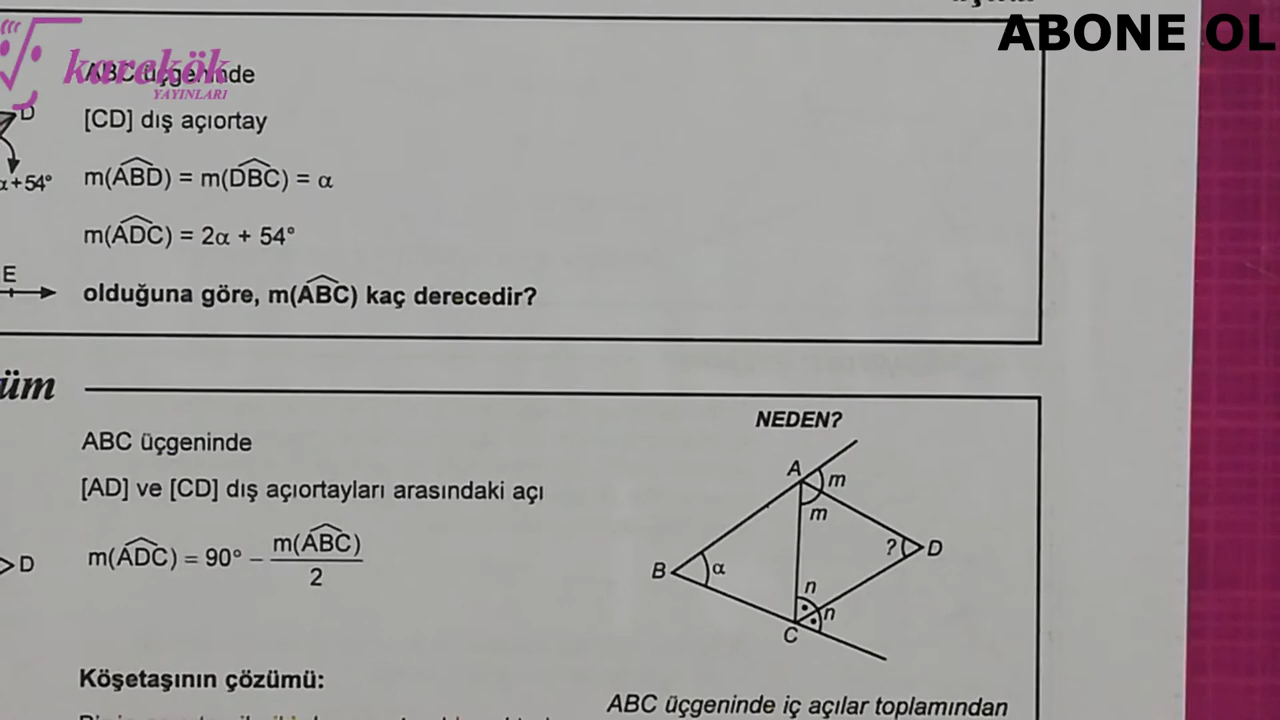 ABONE OL
karekök
YAYINLARI
ABC üçgeninde
D
[CD] dış açıortay
α+54°
m(ABD) = m(DBC) = α
m(ADC) = 2α + 54°
E
olduğuna göre, m(ABC) kaç derecedir?
üm
NEDEN?
ABC üçgeninde
[AD] ve [CD] dış açıortayları arasındaki açı
m(ADC) = 90° – m(ABC)
2
D
A
m
m
? D
B α
n
n
C
Köşetaşının çözümü:
ABC üçgeninde iç açılar toplamından